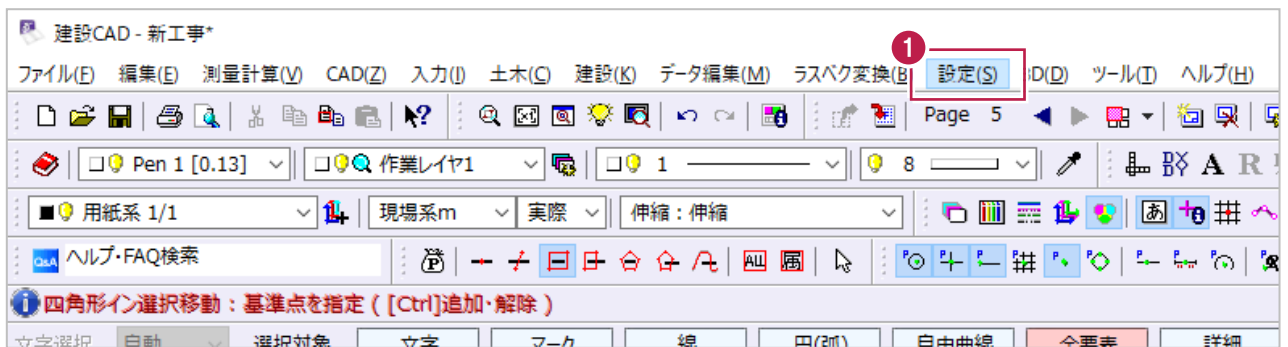 建設CAD - 新工事*
1
ファイル(F) 編集(E) 測量計算(V) CAD(Z) 入力(I) 土木(C) 建設(K) データ編集(M) ラスベク変換(B 設定(S) D(D) ツール(T) ヘルプ(H)
Page 5
Pen 1 [0.13] 作業レイヤ1 1 8 A R
用紙系 1/1 現場系m 実際 伸縮：伸縮 あ
Q&A ヘルプ・FAQ検索 ALL 属
四角形イン選択移動：基準点を指定 ( [Ctrl]追加・解除 )
文字選択 自動 選択対象 文字 マーク 線 円(弧) 自由曲線 全要素 詳細